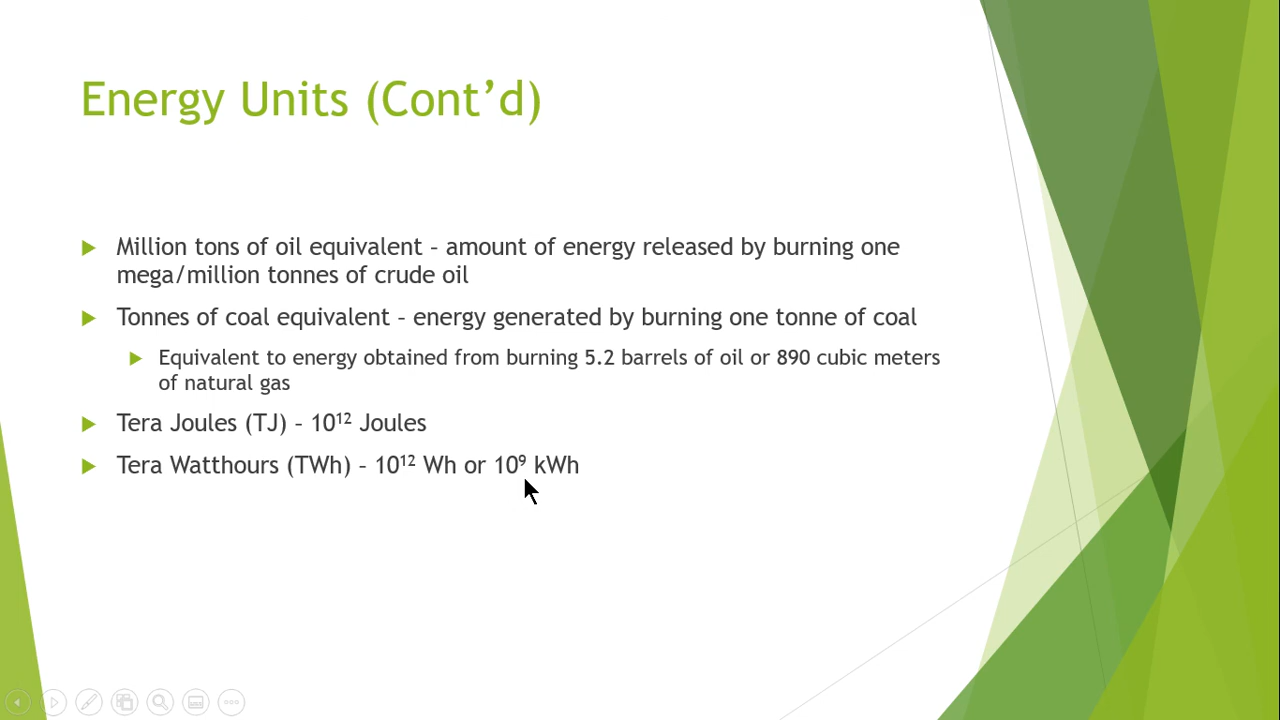 Energy Units (Cont’d)
Million tons of oil equivalent – amount of energy released by burning one
mega/million tonnes of crude oil
Tonnes of coal equivalent – energy generated by burning one tonne of coal
Equivalent to energy obtained from burning 5.2 barrels of oil or 890 cubic meters
of natural gas
Tera Joules (TJ) – 10¹² Joules
Tera Watthours (TWh) – 10¹² Wh or 10⁹ kWh